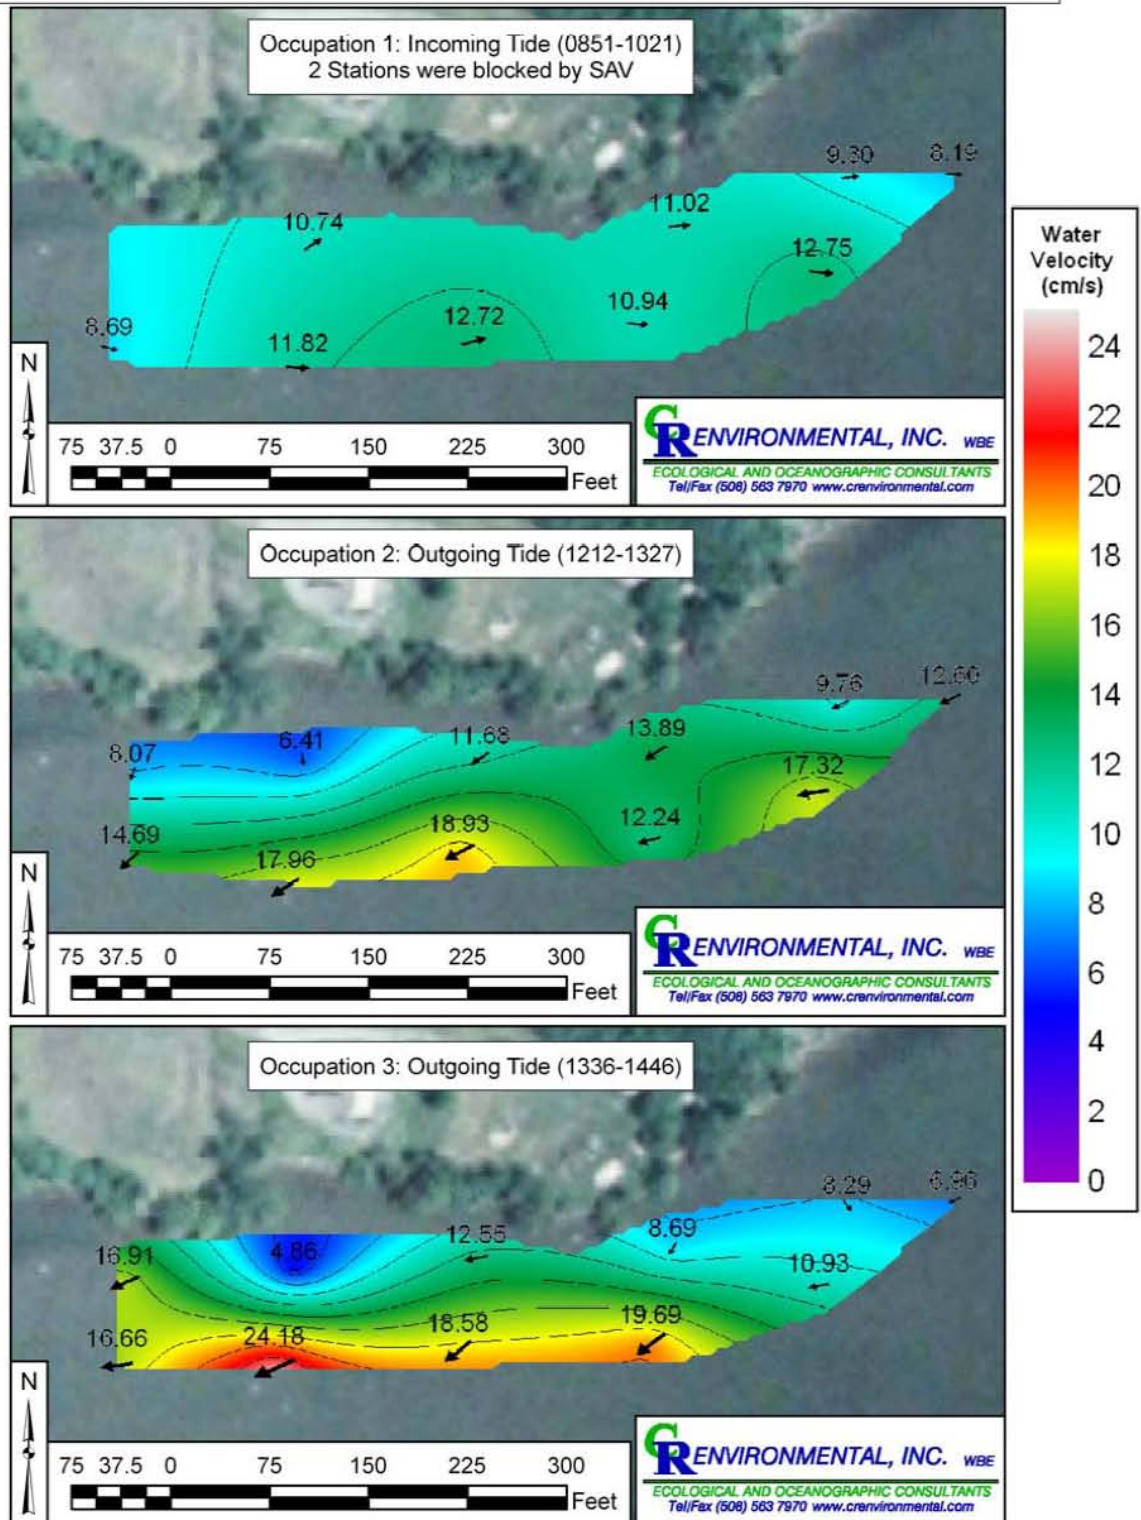 Occupation 1: Incoming Tide (0851-1021)
2 Stations were blocked by SAV
9.30
8.19
11.02
10.74
12.75
10.94
12.72
8.69
11.82
N
75 37.5 0 75 150 225 300
Feet
CR ENVIRONMENTAL, INC. WBE
ECOLOGICAL AND OCEANOGRAPHIC CONSULTANTS
Tel/Fax (508) 563 7970 www.crenvironmental.com
Occupation 2: Outgoing Tide (1212-1327)
9.76
12.60
13.89
11.68
6.41
8.07
17.32
12.24
18.93
14.69
17.96
N
75 37.5 0 75 150 225 300
Feet
CR ENVIRONMENTAL, INC. WBE
ECOLOGICAL AND OCEANOGRAPHIC CONSULTANTS
Tel/Fax (508) 563 7970 www.crenvironmental.com
Occupation 3: Outgoing Tide (1336-1446)
8.29
6.96
8.69
12.55
4.86
16.91
10.93
19.69
18.58
24.18
16.66
N
75 37.5 0 75 150 225 300
Feet
CR ENVIRONMENTAL, INC. WBE
ECOLOGICAL AND OCEANOGRAPHIC CONSULTANTS
Tel/Fax (508) 563 7970 www.crenvironmental.com
Water
Velocity
(cm/s)
24
22
20
18
16
14
12
10
8
6
4
2
0